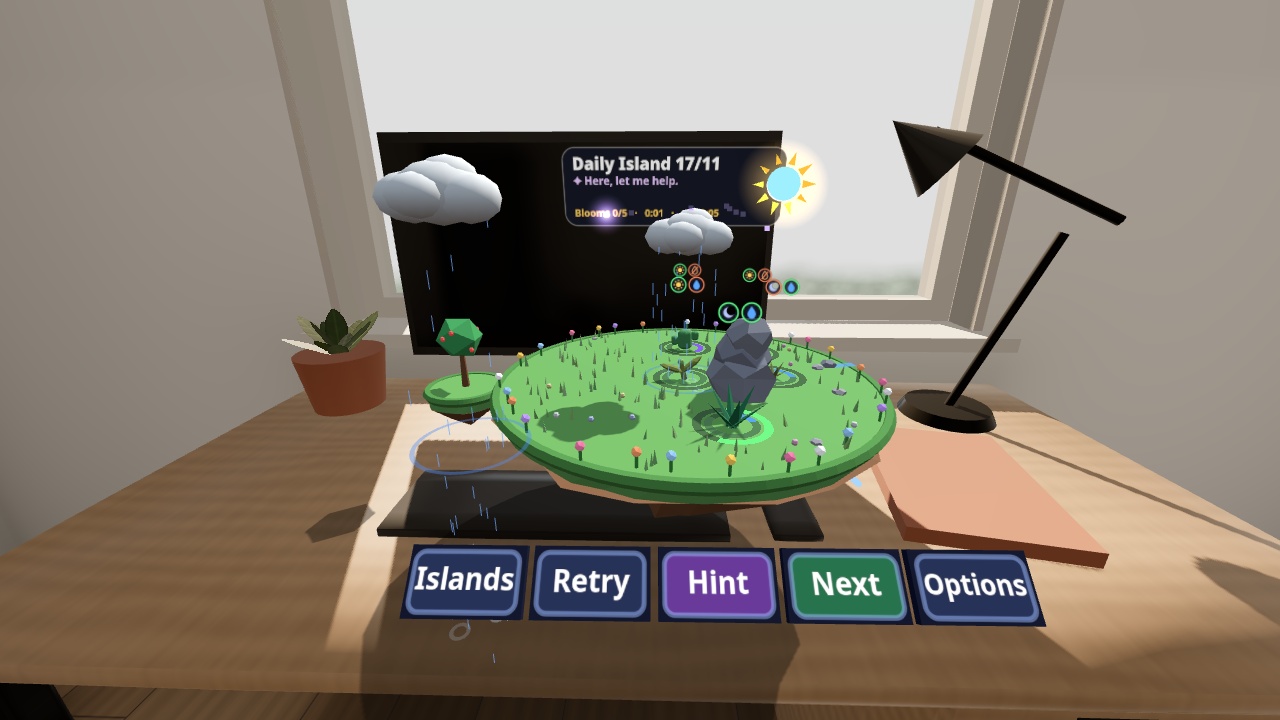 Daily Island 17/11
✦ Here, let me help.
Blooms 0/5 · 0:01 ·
Islands
Retry
Hint
Next
Options